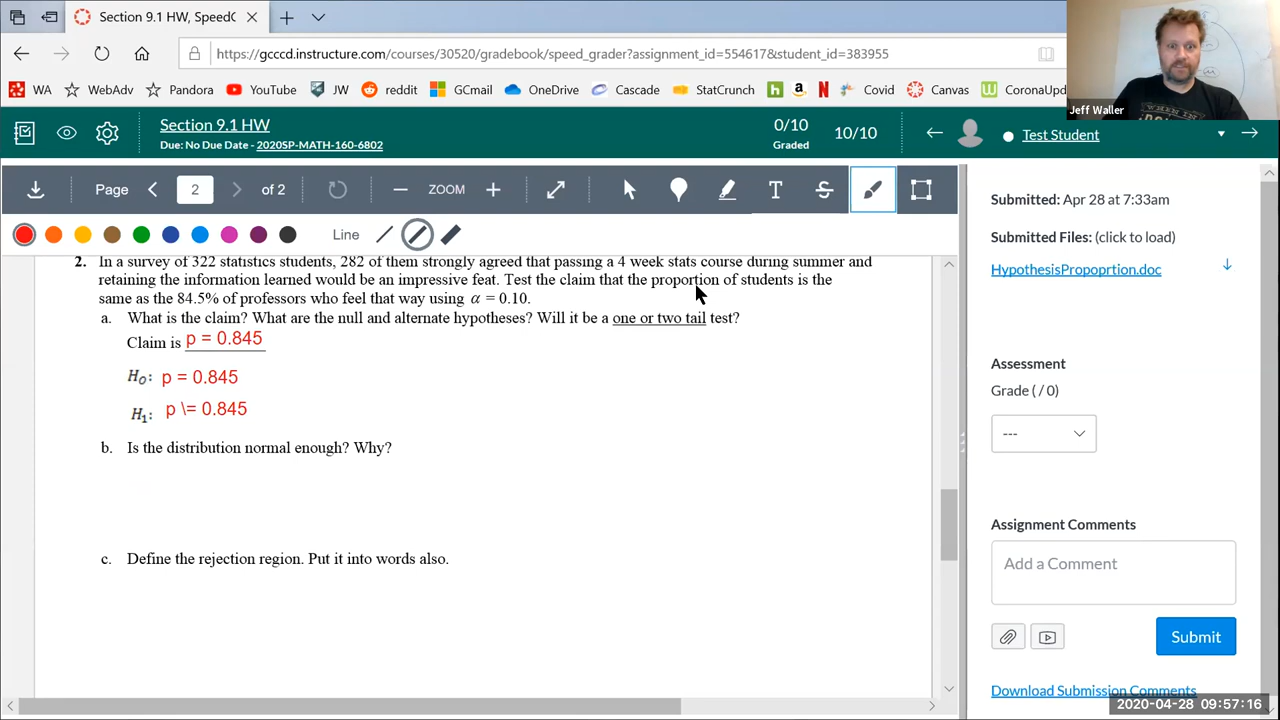 Section 9.1 HW, SpeedG
https://gcccd.instructure.com/courses/30520/gradebook/speed_grader?assignment_id=554617&student_id=383955
WA WebAdv Pandora YouTube JW reddit GCmail OneDrive Cascade StatCrunch Covid Canvas CoronaUpd
Jeff Waller
Section 9.1 HW
Due: No Due Date - 2020SP-MATH-160-6802
0/10
Graded
10/10
Test Student
Page 2 of 2 ZOOM T
Line
2. In a survey of 322 statistics students, 282 of them strongly agreed that passing a 4 week stats course during summer and
retaining the information learned would be an impressive feat. Test the claim that the proportion of students is the
same as the 84.5% of professors who feel that way using α = 0.10.
a. What is the claim? What are the null and alternate hypotheses? Will it be a one or two tail test?
Claim is p = 0.845
H₀: p = 0.845
H₁: p \= 0.845
b. Is the distribution normal enough? Why?
c. Define the rejection region. Put it into words also.
Submitted: Apr 28 at 7:33am
Submitted Files: (click to load)
HypothesisPropoprtion.doc
Assessment
Grade ( / 0)
---
Assignment Comments
Add a Comment
Submit
Download Submission Comments
2020-04-28 09:57:16